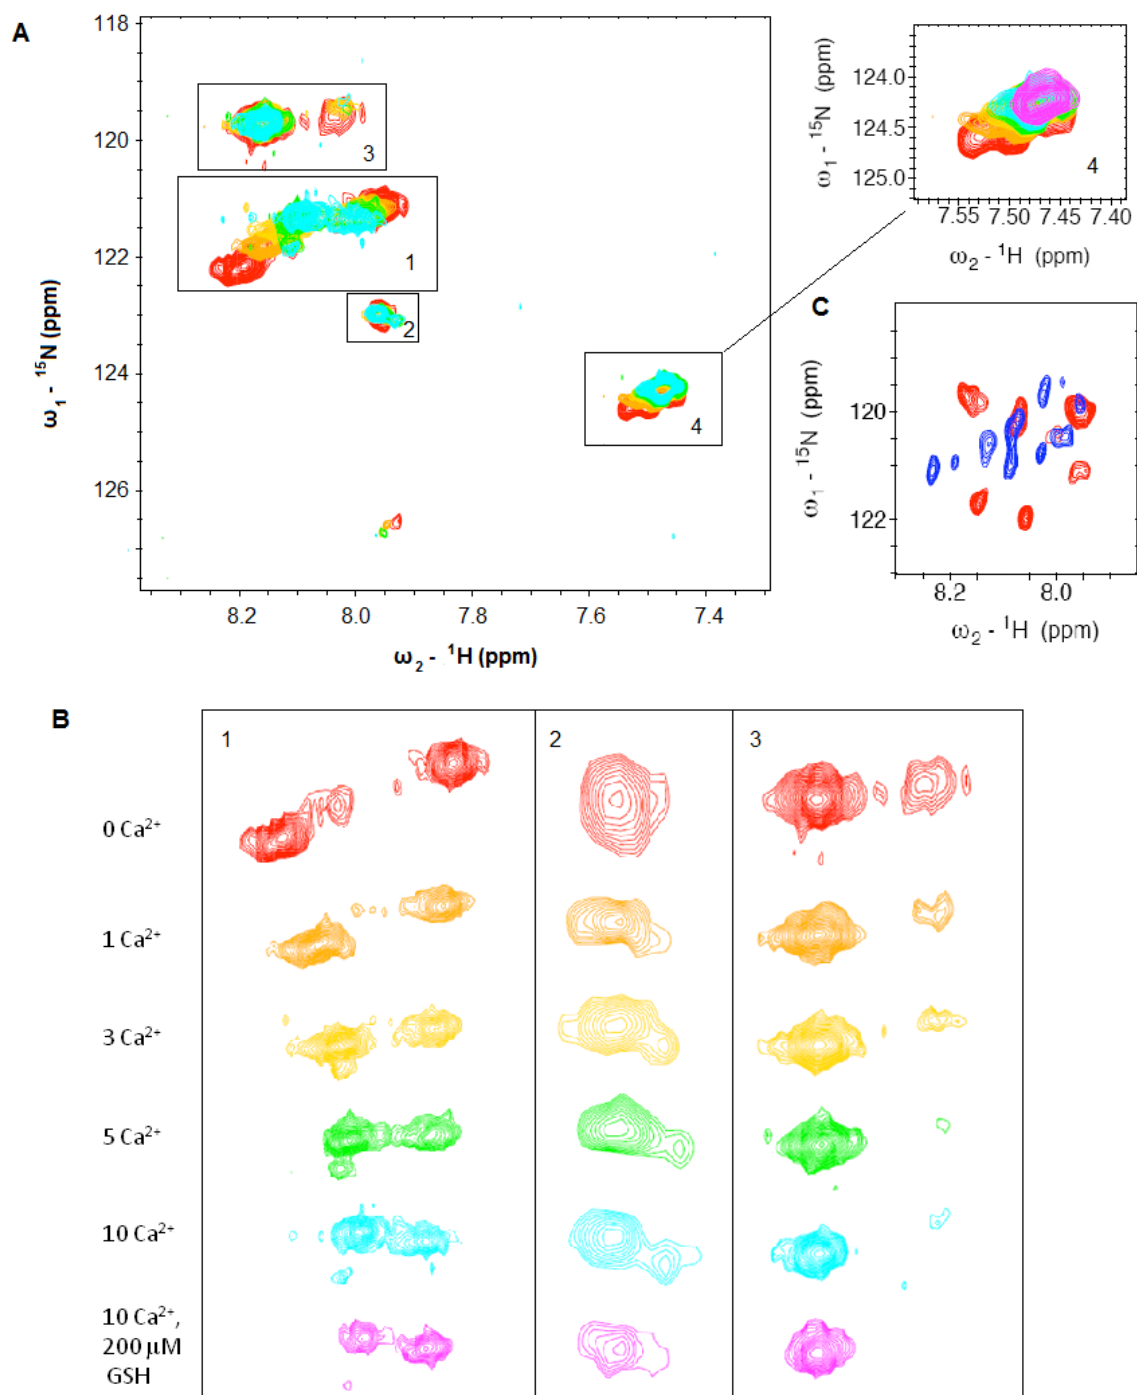 A
118
120
122
124
126
ω₁ - ¹⁵N (ppm)
3
1
2
4
8.2
8.0
7.8
7.6
7.4
ω₂ - ¹H (ppm)
124.0
124.5
125.0
ω₁ - ¹⁵N (ppm)
4
7.55 7.50 7.45 7.40
ω₂ - ¹H (ppm)
C
120
122
ω₁ - ¹⁵N (ppm)
8.2
8.0
ω₂ - ¹H (ppm)
B
1
2
3
0 Ca²⁺
1 Ca²⁺
3 Ca²⁺
5 Ca²⁺
10 Ca²⁺
10 Ca²⁺,
200 µM
GSH